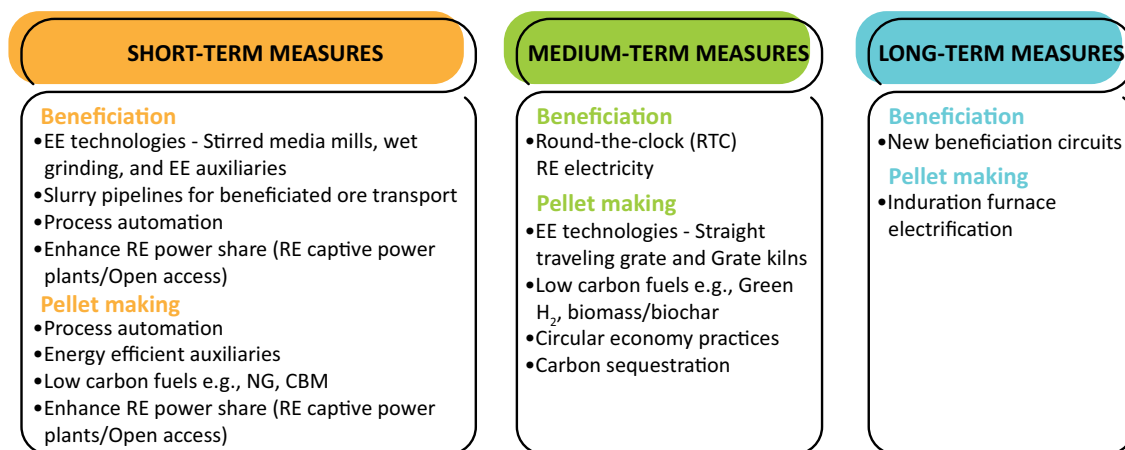 SHORT-TERM MEASURES
Beneficiation
•EE technologies - Stirred media mills, wet
grinding, and EE auxiliaries
•Slurry pipelines for beneficiated ore transport
•Process automation
•Enhance RE power share (RE captive power
plants/Open access)
Pellet making
•Process automation
•Energy efficient auxiliaries
•Low carbon fuels e.g., NG, CBM
•Enhance RE power share (RE captive power
plants/Open access)
MEDIUM-TERM MEASURES
Beneficiation
•Round-the-clock (RTC)
RE electricity
Pellet making
•EE technologies - Straight
traveling grate and Grate kilns
•Low carbon fuels e.g., Green
H₂, biomass/biochar
•Circular economy practices
•Carbon sequestration
LONG-TERM MEASURES
Beneficiation
•New beneficiation circuits
Pellet making
•Induration furnace
electrification